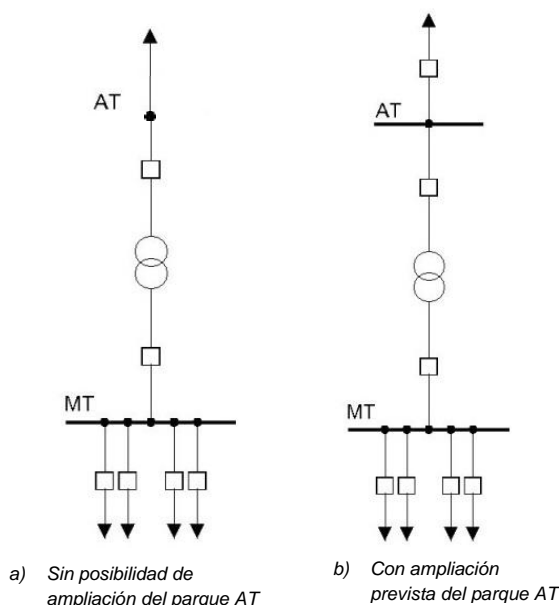 AT
AT
MT
MT
a) Sin posibilidad de
ampliación del parque AT
b) Con ampliación
prevista del parque AT